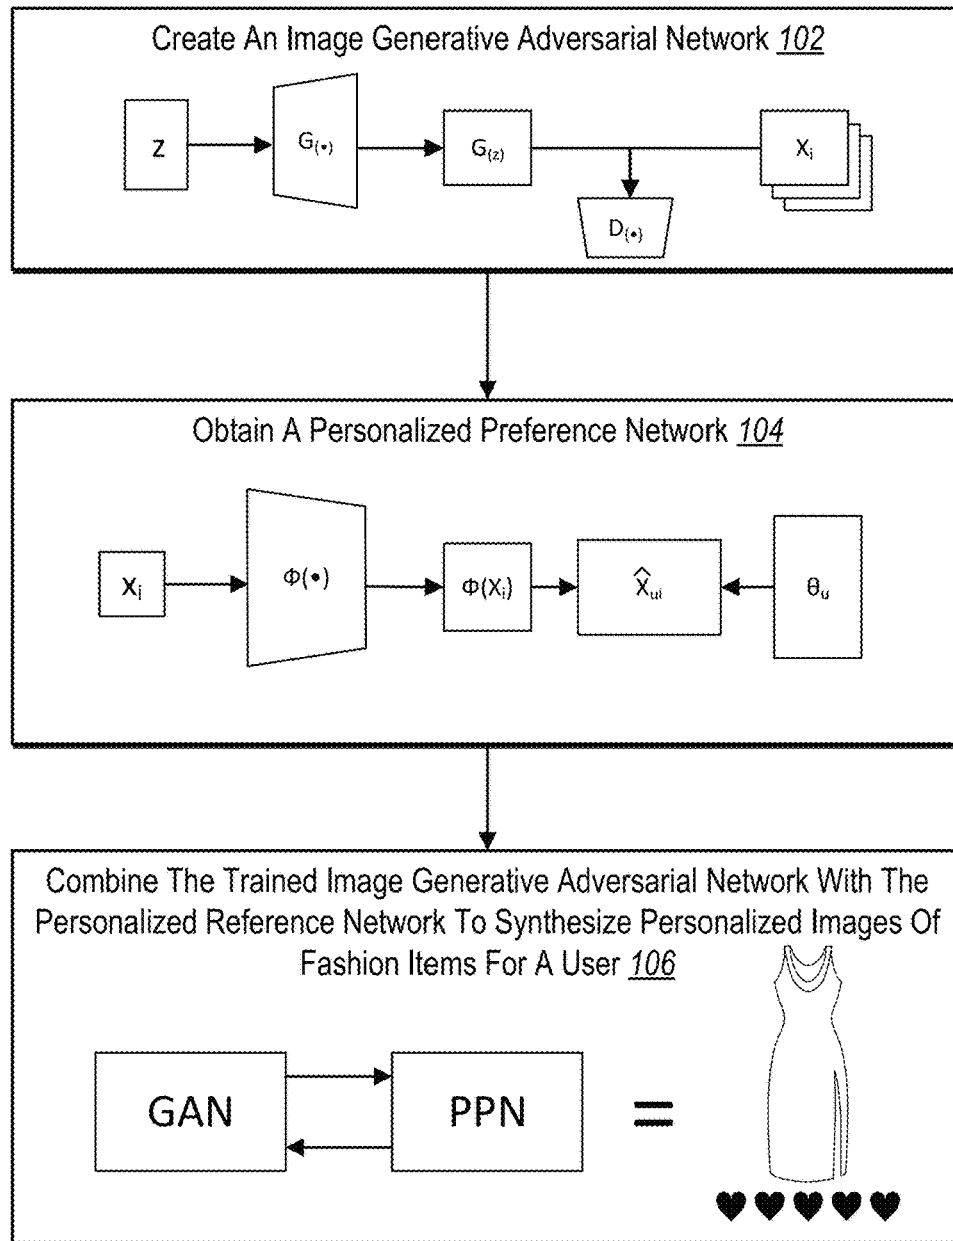 Create An Image Generative Adversarial Network 102
z
G(•)
G(z)
Xi
D(•)
Obtain A Personalized Preference Network 104
Xi
Φ(•)
Φ(Xi)
X̂ui
θu
Combine The Trained Image Generative Adversarial Network With The
Personalized Reference Network To Synthesize Personalized Images Of
Fashion Items For A User 106
GAN
PPN
=